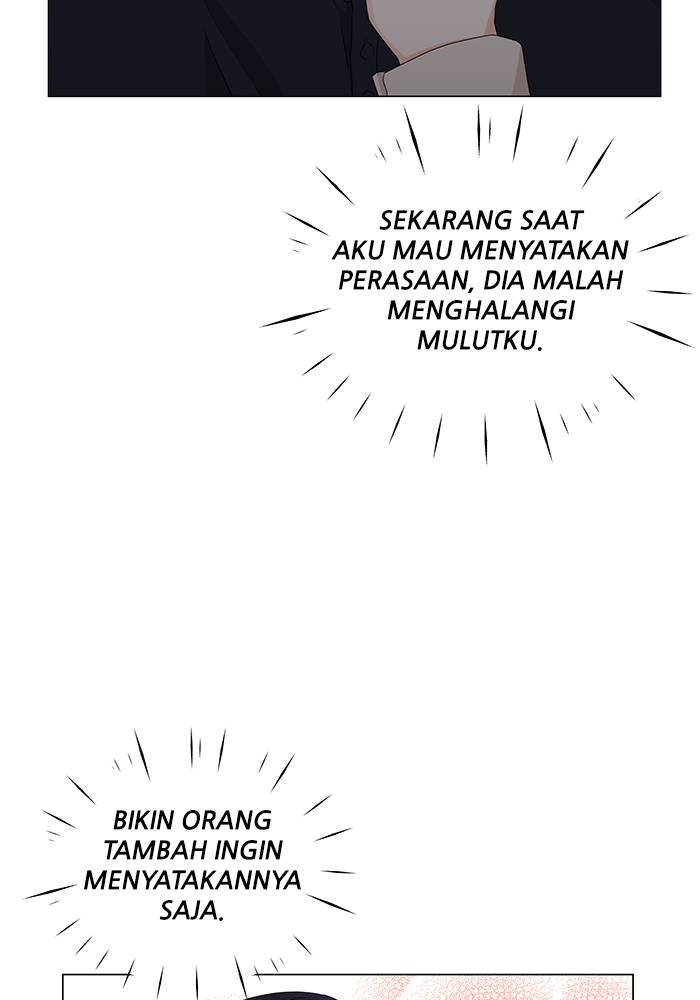 SEKARANG SAAT
AKU MAU MENYATAKAN
PERASAAN, DIA MALAH
MENGHALANGI
MULUTKU.
BIKIN ORANG
TAMBAH INGIN
MENYATAKANNYA
SAJA.